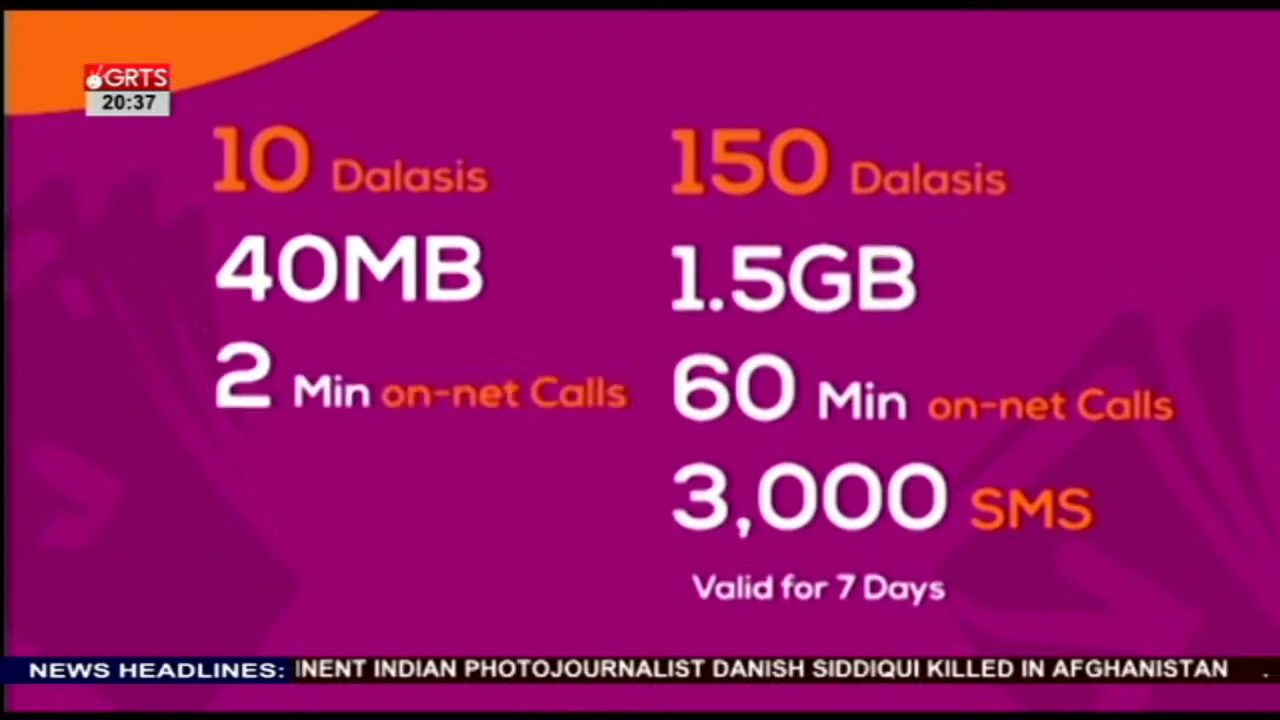 GRTS
20:37
10 Dalasis
40MB
2 Min on-net Calls
150 Dalasis
1.5GB
60 Min on-net Calls
3,000 SMS
Valid for 7 Days
NEWS HEADLINES: INENT INDIAN PHOTOJOURNALIST DANISH SIDDIQUI KILLED IN AFGHANISTAN .